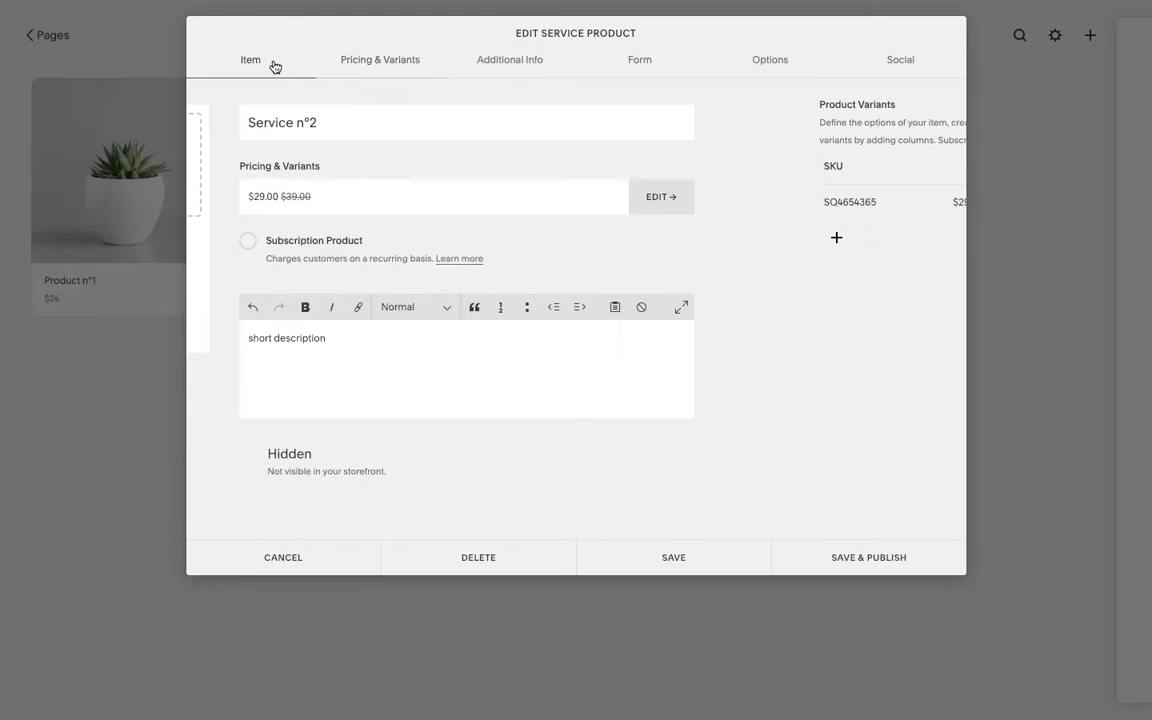 Pages
EDIT SERVICE PRODUCT
Item
Pricing & Variants
Additional Info
Form
Options
Social
Product n°1
$26
Service n°2
Pricing & Variants
$29.00 $39.00
EDIT →
Subscription Product
Charges customers on a recurring basis. Learn more
B I Normal
short description
Hidden
Not visible in your storefront.
Product Variants
Define the options of your item, crea
variants by adding columns. Subscr
SKU
SQ4654365 $29
CANCEL
DELETE
SAVE
SAVE & PUBLISH